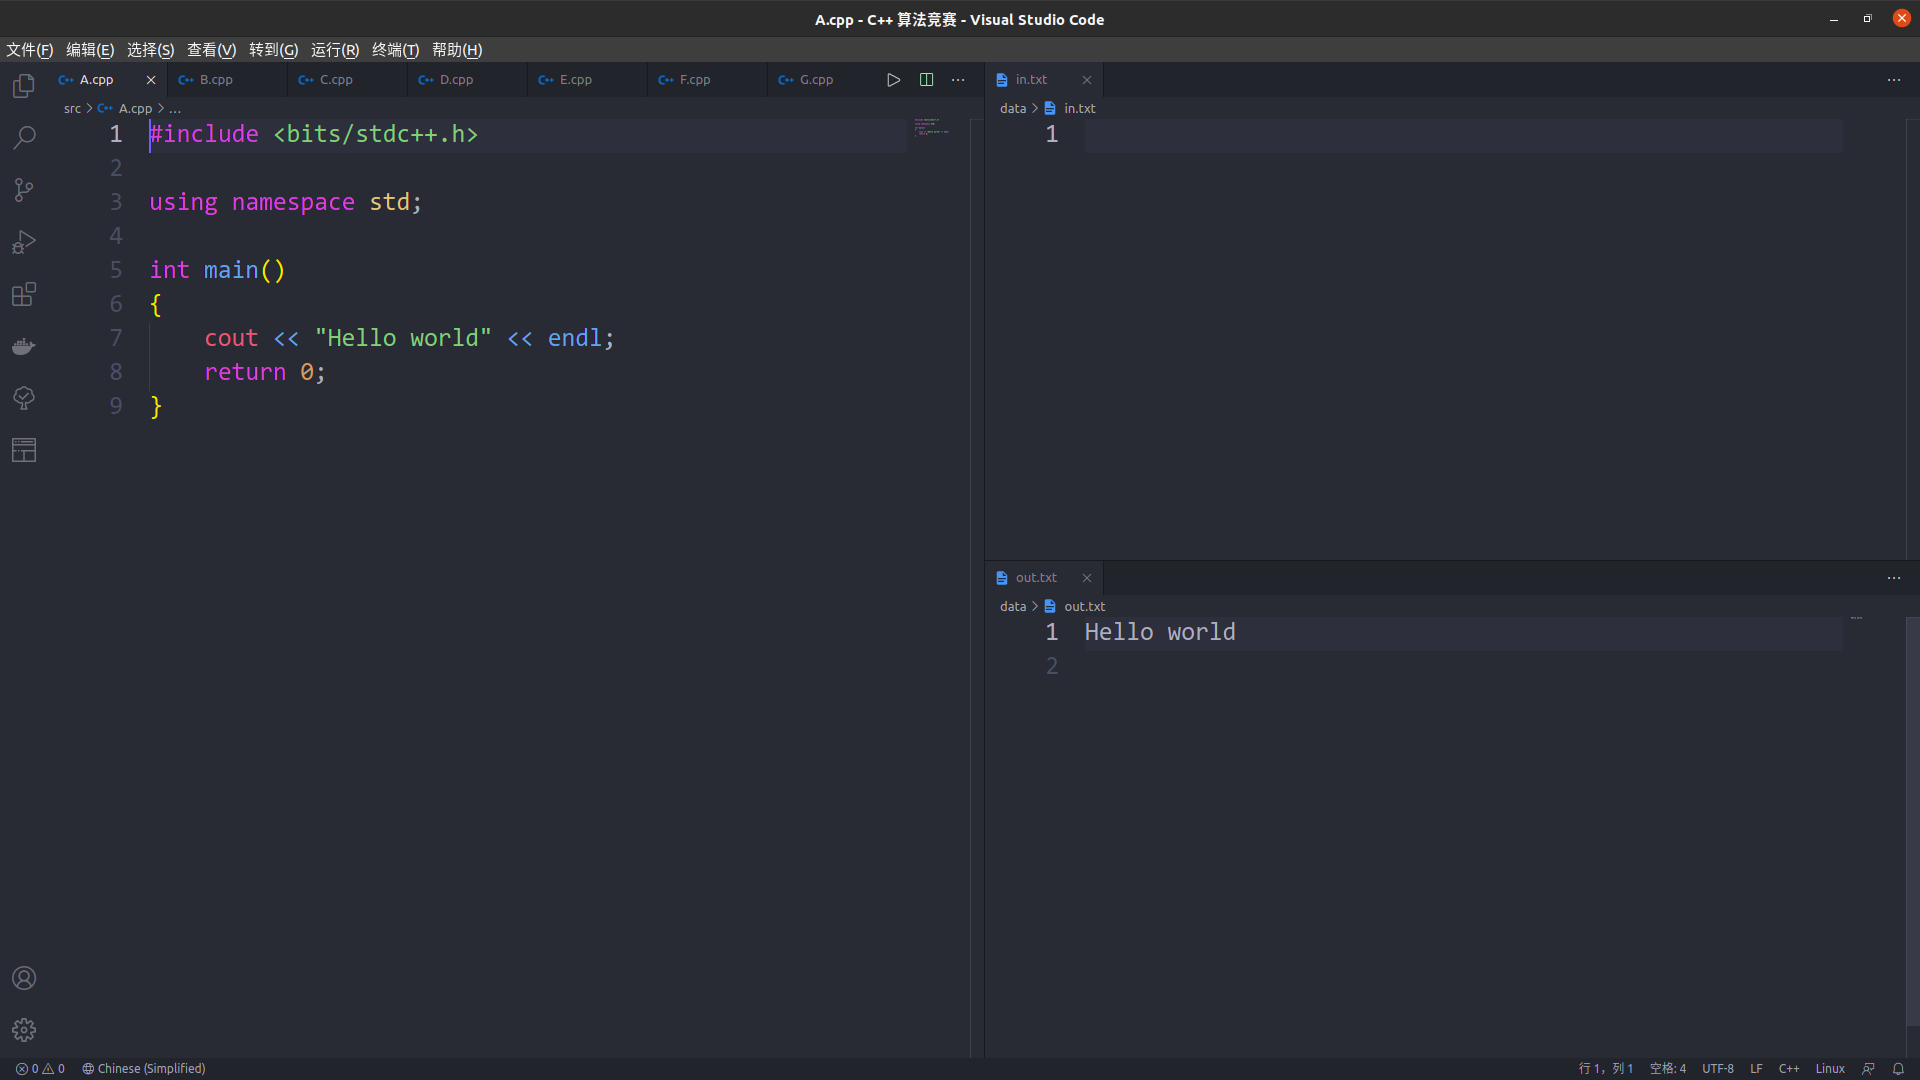 A.cpp - C++ 算法竞赛 - Visual Studio Code
文件(F) 编辑(E) 选择(S) 查看(V) 转到(G) 运行(R) 终端(T) 帮助(H)
A.cpp B.cpp C.cpp D.cpp E.cpp F.cpp G.cpp
src > A.cpp > ...
1 #include <bits/stdc++.h>
2
3 using namespace std;
4
5 int main()
6 {
7 cout << "Hello world" << endl;
8 return 0;
9 }
in.txt
data > in.txt
1
out.txt
data > out.txt
1 Hello world
2
0 0 Chinese (Simplified) 行 1，列 1 空格: 4 UTF-8 LF C++ Linux